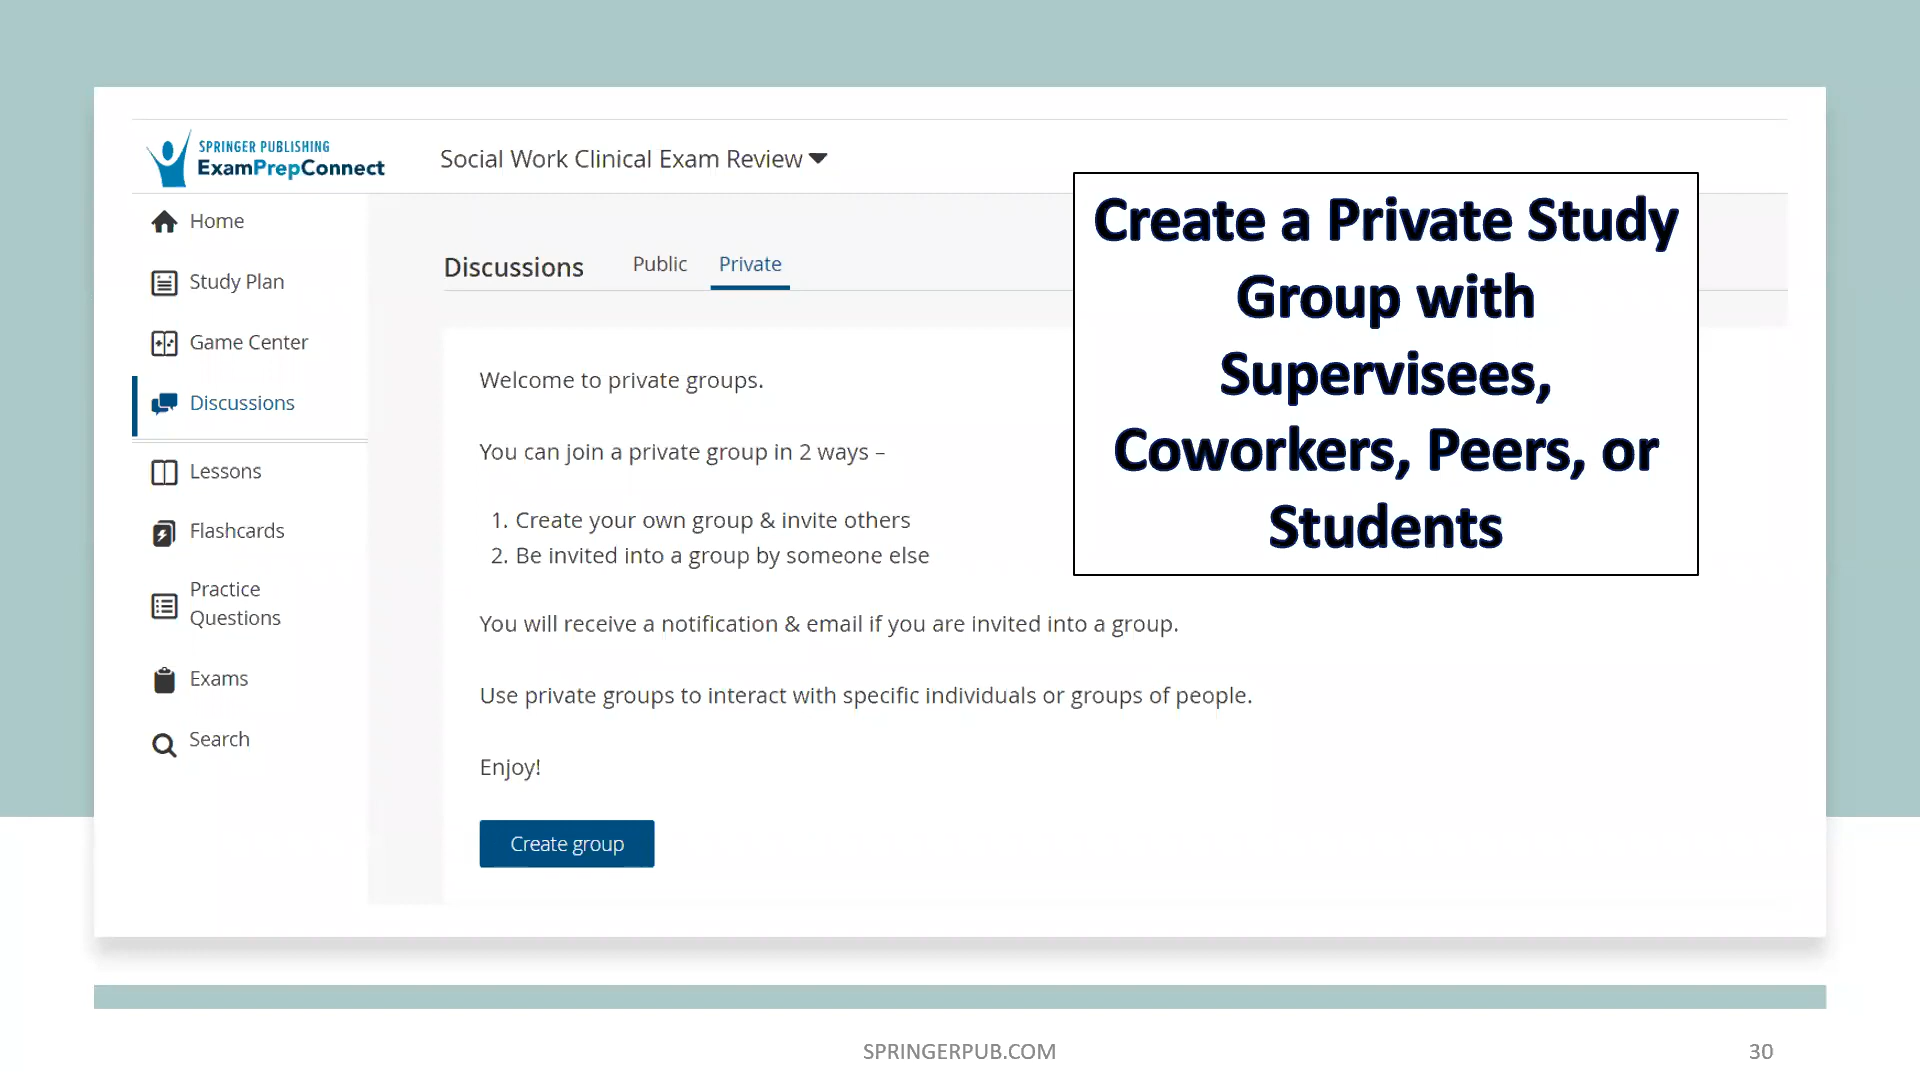 SPRINGER PUBLISHING
ExamPrepConnect
Social Work Clinical Exam Review
Home
Study Plan
Game Center
Discussions
Lessons
Flashcards
Practice
Questions
Exams
Search
Discussions Public Private
Welcome to private groups.
You can join a private group in 2 ways –
1. Create your own group & invite others
2. Be invited into a group by someone else
You will receive a notification & email if you are invited into a group.
Use private groups to interact with specific individuals or groups of people.
Enjoy!
Create group
Create a Private Study
Group with
Supervisees,
Coworkers, Peers, or
Students
SPRINGERPUB.COM
30